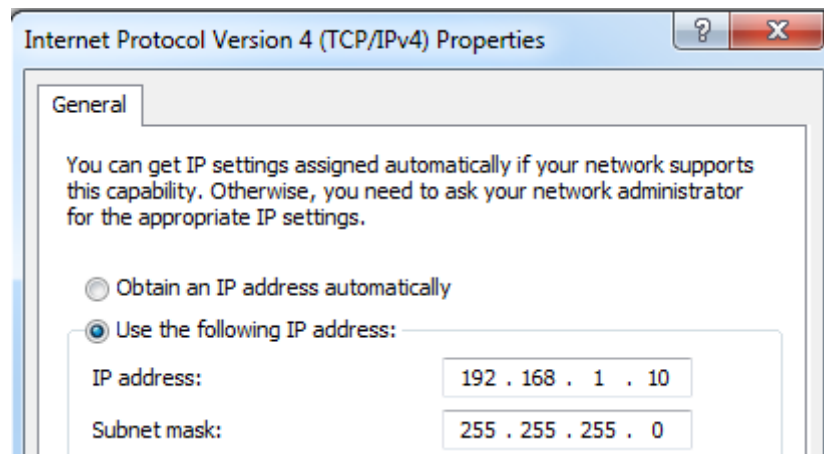 Internet Protocol Version 4 (TCP/IPv4) Properties
?
X
General
You can get IP settings assigned automatically if your network supports
this capability. Otherwise, you need to ask your network administrator
for the appropriate IP settings.
Obtain an IP address automatically
Use the following IP address:
IP address: 192 . 168 . 1 . 10
Subnet mask: 255 . 255 . 255 . 0